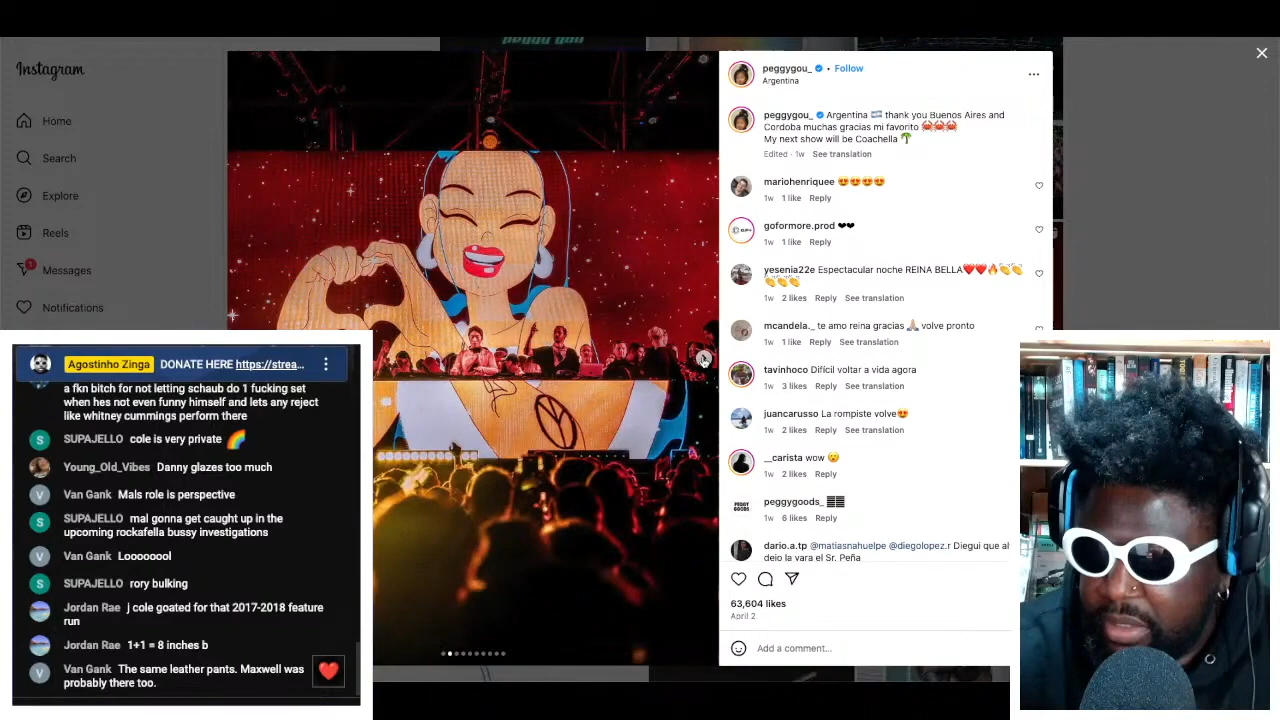 peggy gou
Instagram
Home
Search
Explore
Reels
1
Messages
Notifications
peggygou_ • Follow
Argentina
peggygou_ Argentina 🇦🇷 thank you Buenos Aires and
Cordoba muchas gracias mi favorito 🦀🦀🦀
My next show will be Coachella 🌴
Edited · 1w See translation
mariohenriquee 😍😍😍😍
1w 1 like Reply
goformore.prod ❤❤
1w 1 like Reply
yesenia22e Espectacular noche REINA BELLA❤️❤️🔥👏👏
👏👏👏
1w 2 likes Reply See translation
mcandela._ te amo reina gracias 🙏🏼 volve pronto
1w 1 like Reply See translation
tavinhoco Difícil voltar a vida agora
1w 3 likes Reply See translation
juancarusso La rompiste volve😍
1w 2 likes Reply See translation
__carista wow 😮
1w 2 likes Reply
PEGGY
GOODS
peggygoods_
1w 6 likes Reply
dario.a.tp @matiasnahuelpe @diegolopez.r Diegui que al
dejo la vara el Sr. Peña
63,604 likes
April 2
Add a comment...
Agostinho Zinga DONATE HERE https://strea...
a fkn bitch for not letting schaub do 1 fucking set
when hes not even funny himself and lets any reject
like whitney cummings perform there
S SUPAJELLO cole is very private 🌈
Young_Old_Vibes Danny glazes too much
V Van Gank Mals role is perspective
S SUPAJELLO mal gonna get caught up in the
upcoming rockafella bussy investigations
V Van Gank Loooooool
S SUPAJELLO rory bulking
Jordan Rae j cole goated for that 2017-2018 feature
run
Jordan Rae 1+1 = 8 inches b
V Van Gank The same leather pants. Maxwell was
probably there too.